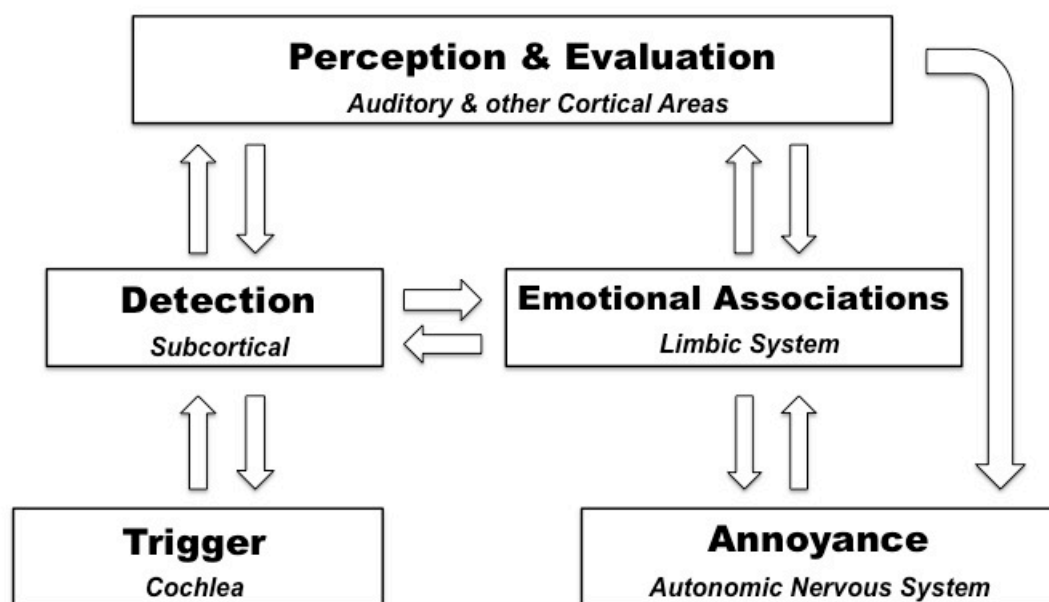 Perception & Evaluation
Auditory & other Cortical Areas
Detection
Subcortical
Emotional Associations
Limbic System
Trigger
Cochlea
Annoyance
Autonomic Nervous System